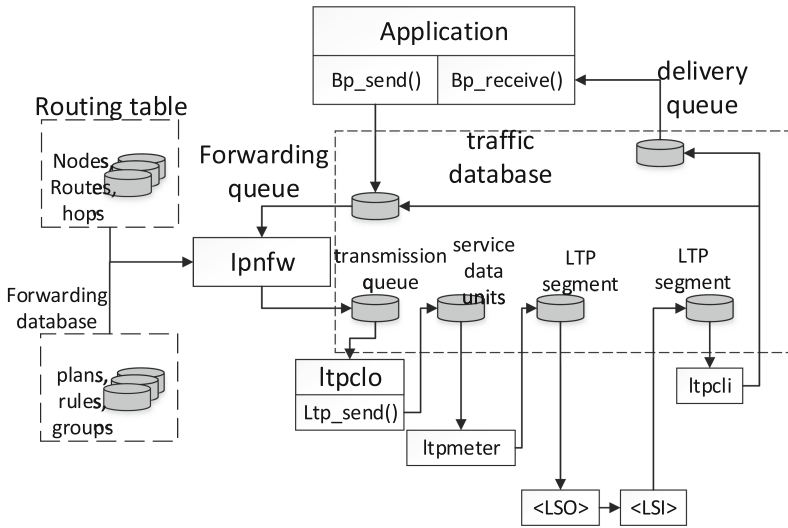 Application
Bp_send()
Bp_receive()
delivery
queue
Routing table
Nodes,
Routes,
hops
Forwarding
queue
traffic
database
Ipnfw
transmission
queue
service
data
units
LTP
segment
LTP
segment
Forwarding
database
plans,
rules,
groups
ltpclo
Ltp_send()
ltpcli
ltpmeter
<LSO>
<LSI>